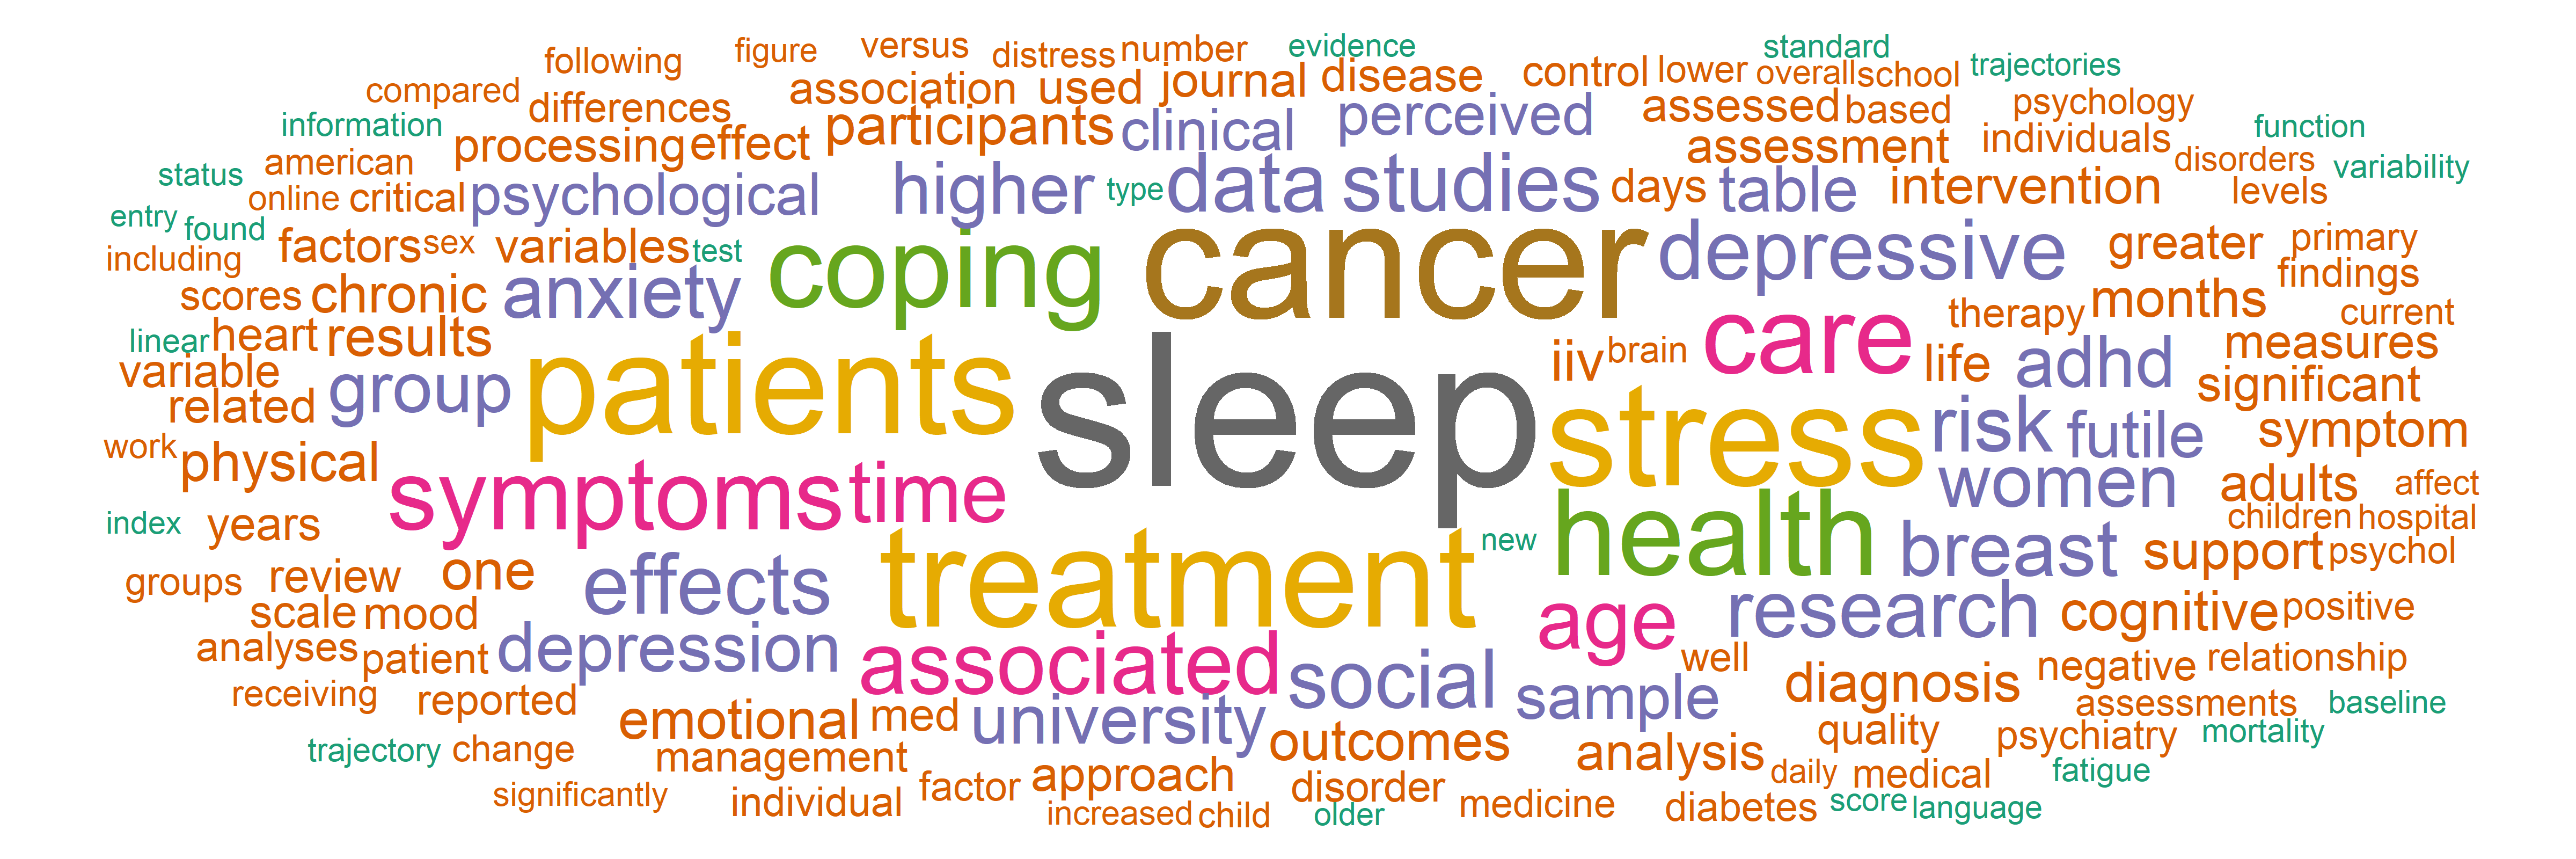 following figure versus distress number evidence standard
compared differences association used journal disease control lower overall school trajectories
information processing effect participants clinical perceived assessed based psychology function
status american assessment individuals disorders variability
online critical psychological higher type data studies days table intervention levels
entry found factors sex variables test coping cancer depressive greater primary
including scores chronic anxiety therapy months findings
linear heart results patients sleep iiv brain care life adhd measures current
variable group stress risk futile significant
related symptom
work physical symptoms time women adults affect
index years treatment new health breast support children hospital psychol
groups review one effects
scale mood age research cognitive positive
analyses patient depression associated social well diagnosis negative relationship
receiving reported emotional med university sample assessments baseline
trajectory change management outcomes analysis quality psychiatry mortality
significantly individual factor approach disorder daily medical fatigue
increased child older medicine diabetes score language